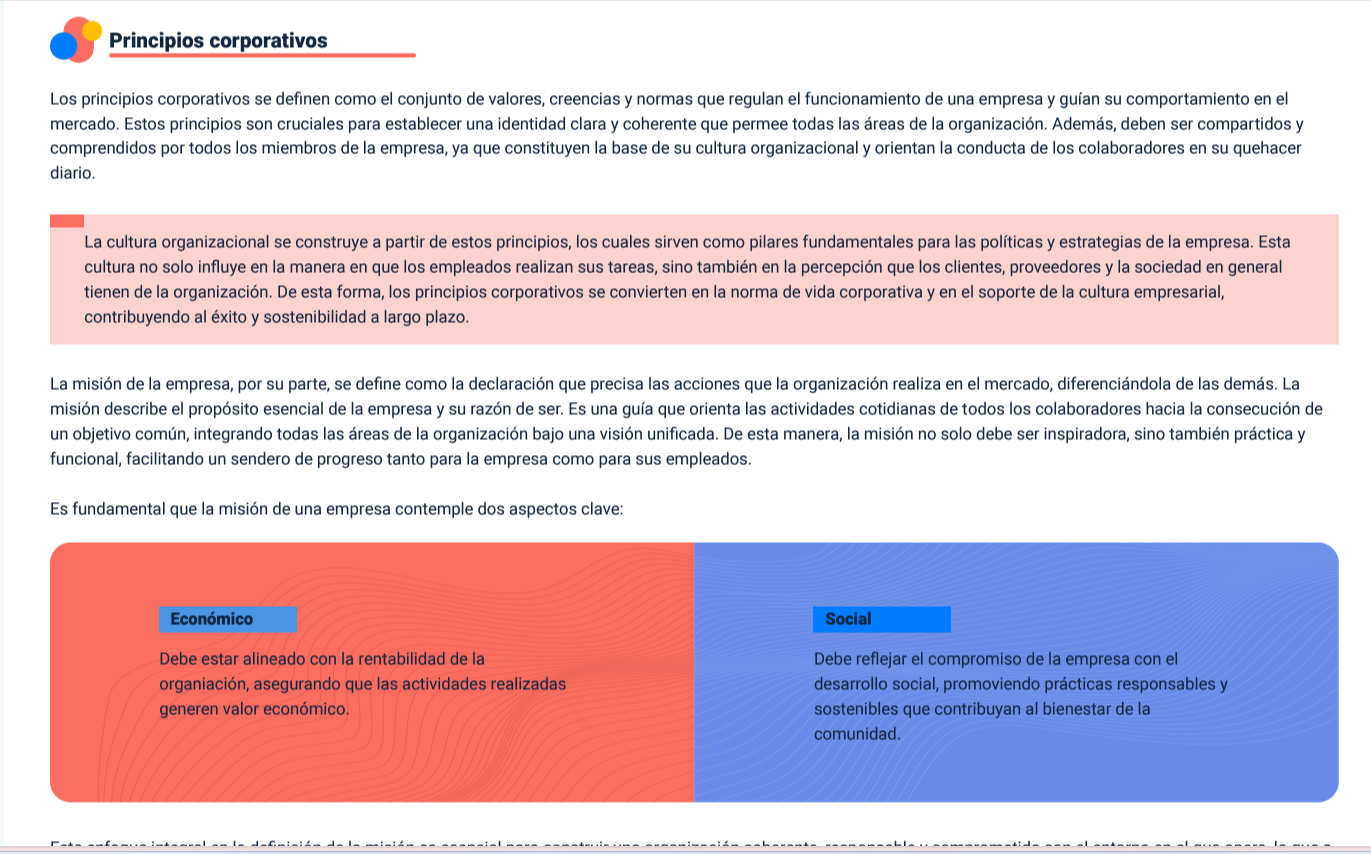 Principios corporativos
Los principios corporativos se definen como el conjunto de valores, creencias y normas que regulan el funcionamiento de una empresa y guían su comportamiento en el
mercado. Estos principios son cruciales para establecer una identidad clara y coherente que permee todas las áreas de la organización. Además, deben ser compartidos y
comprendidos por todos los miembros de la empresa, ya que constituyen la base de su cultura organizacional y orientan la conducta de los colaboradores en su quehacer
diario.
La cultura organizacional se construye a partir de estos principios, los cuales sirven como pilares fundamentales para las políticas y estrategias de la empresa. Esta
cultura no solo influye en la manera en que los empleados realizan sus tareas, sino también en la percepción que los clientes, proveedores y la sociedad en general
tienen de la organización. De esta forma, los principios corporativos se convierten en la norma de vida corporativa y en el soporte de la cultura empresarial,
contribuyendo al éxito y sostenibilidad a largo plazo.
La misión de la empresa, por su parte, se define como la declaración que precisa las acciones que la organización realiza en el mercado, diferenciándola de las demás. La
misión describe el propósito esencial de la empresa y su razón de ser. Es una guía que orienta las actividades cotidianas de todos los colaboradores hacia la consecución de
un objetivo común, integrando todas las áreas de la organización bajo una visión unificada. De esta manera, la misión no solo debe ser inspiradora, sino también práctica y
funcional, facilitando un sendero de progreso tanto para la empresa como para sus empleados.
Es fundamental que la misión de una empresa contemple dos aspectos clave:
Económico
Debe estar alineado con la rentabilidad de la
organiación, asegurando que las actividades realizadas
generen valor económico.
Social
Debe reflejar el compromiso de la empresa con el
desarrollo social, promoviendo prácticas responsables y
sostenibles que contribuyan al bienestar de la
comunidad.